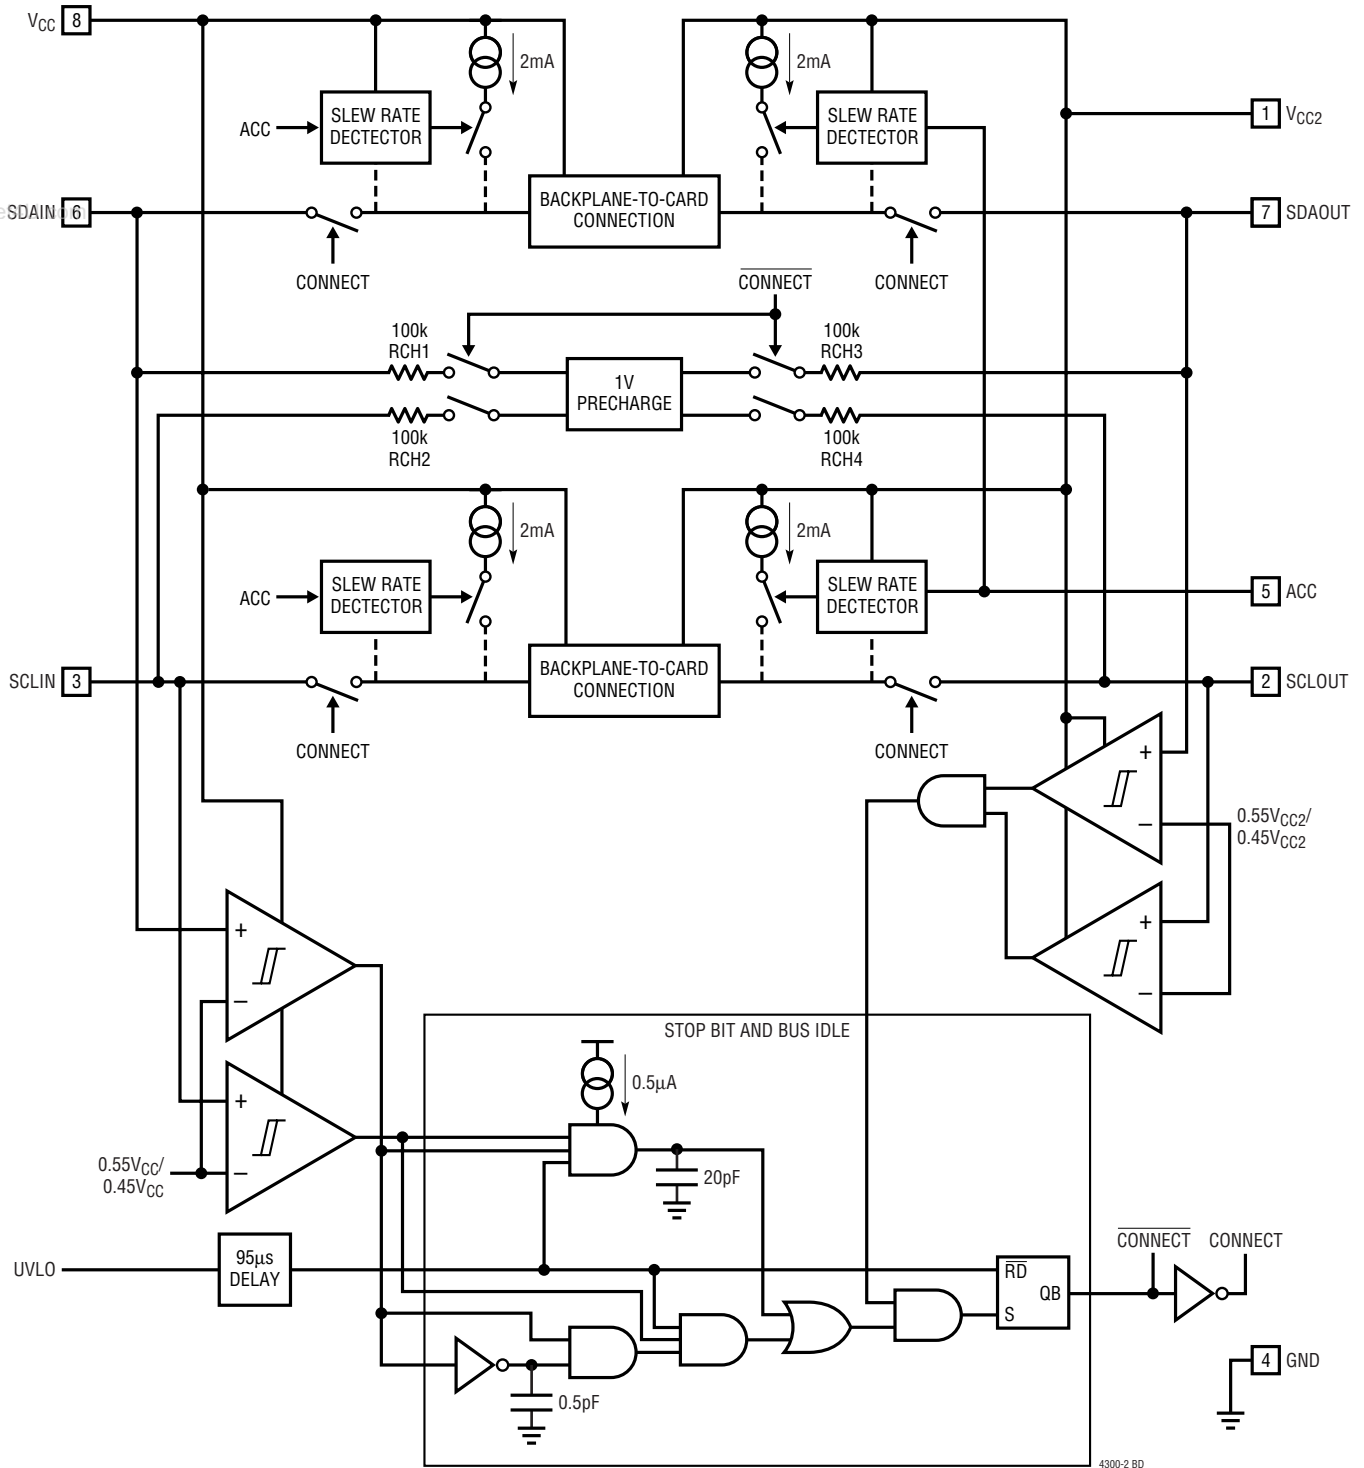 VCC 8
2mA
2mA
ACC
SLEW RATE
DECTECTOR
SLEW RATE
DECTECTOR
1 VCC2
SDAIN 6
BACKPLANE-TO-CARD
CONNECTION
7 SDAOUT
CONNECT
CONNECT
CONNECT
100k
RCH1
100k
RCH3
1V
PRECHARGE
100k
RCH2
100k
RCH4
2mA
2mA
ACC
SLEW RATE
DECTECTOR
SLEW RATE
DECTECTOR
5 ACC
SCLIN 3
BACKPLANE-TO-CARD
CONNECTION
2 SCLOUT
CONNECT
CONNECT
+
–
0.55VCC2/
0.45VCC2
+
–
+
–
STOP BIT AND BUS IDLE
0.5µA
+
–
0.55VCC/
0.45VCC
20pF
UVLO
95µs
DELAY
RD
QB
S
CONNECT
CONNECT
4 GND
0.5pF
4300-2 BD